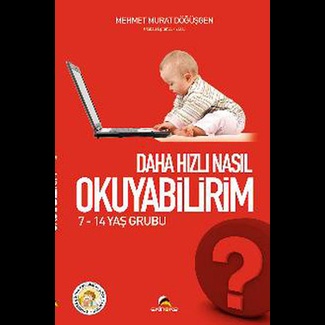 MEHMET MURAT DÖĞÜŞGEN
DAHA HIZLI NASIL
OKUYABİLİRİM
7 - 14 YAŞ GRUBU
?